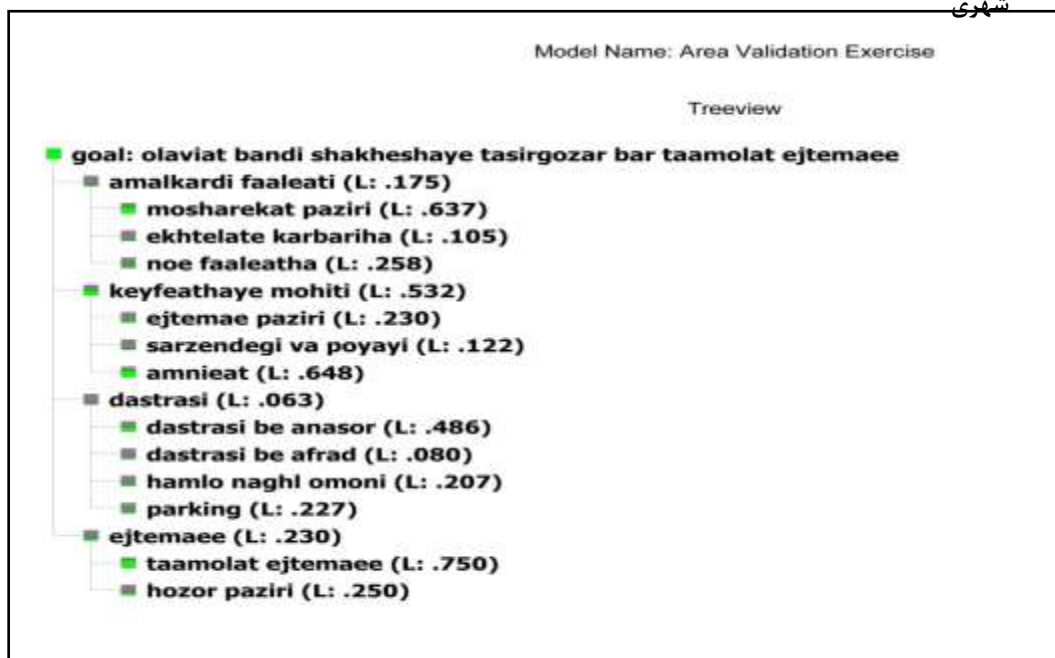 شهری
Model Name: Area Validation Exercise
Treeview
goal: olaviat bandi shakheshaye tasirgozar bar taamolat ejtemaee
amalkardi faaleati (L: .175)
mosharekat paziri (L: .637)
ekhtelate karbariha (L: .105)
noe faaleatha (L: .258)
keyfeathaye mohiti (L: .532)
ejtemae paziri (L: .230)
sarzendegi va poyayi (L: .122)
amnieat (L: .648)
dastrasi (L: .063)
dastrasi be anasor (L: .486)
dastrasi be afrad (L: .080)
hamlo naghl omoni (L: .207)
parking (L: .227)
ejtemaee (L: .230)
taamolat ejtemaee (L: .750)
hozor paziri (L: .250)